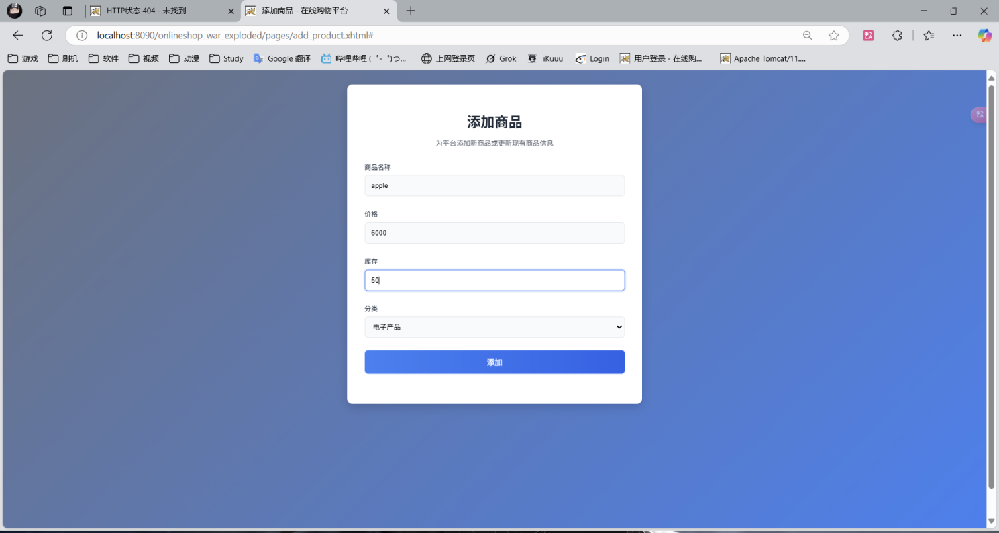 HTTP状态 404 - 未找到
添加商品 - 在线购物平台
localhost:8090/onlineshop_war_exploded/pages/add_product.xhtml#
游戏 刷机 软件 视频 动漫 Study Google 翻译 哔哩哔哩 (゜-゜)つ... 上网登录页 Grok iKuuu Login 用户登录 - 在线购... Apache Tomcat/11....
添加商品
为平台添加新商品或更新现有商品信息
商品名称
apple
价格
6000
库存
50
分类
电子产品
添加